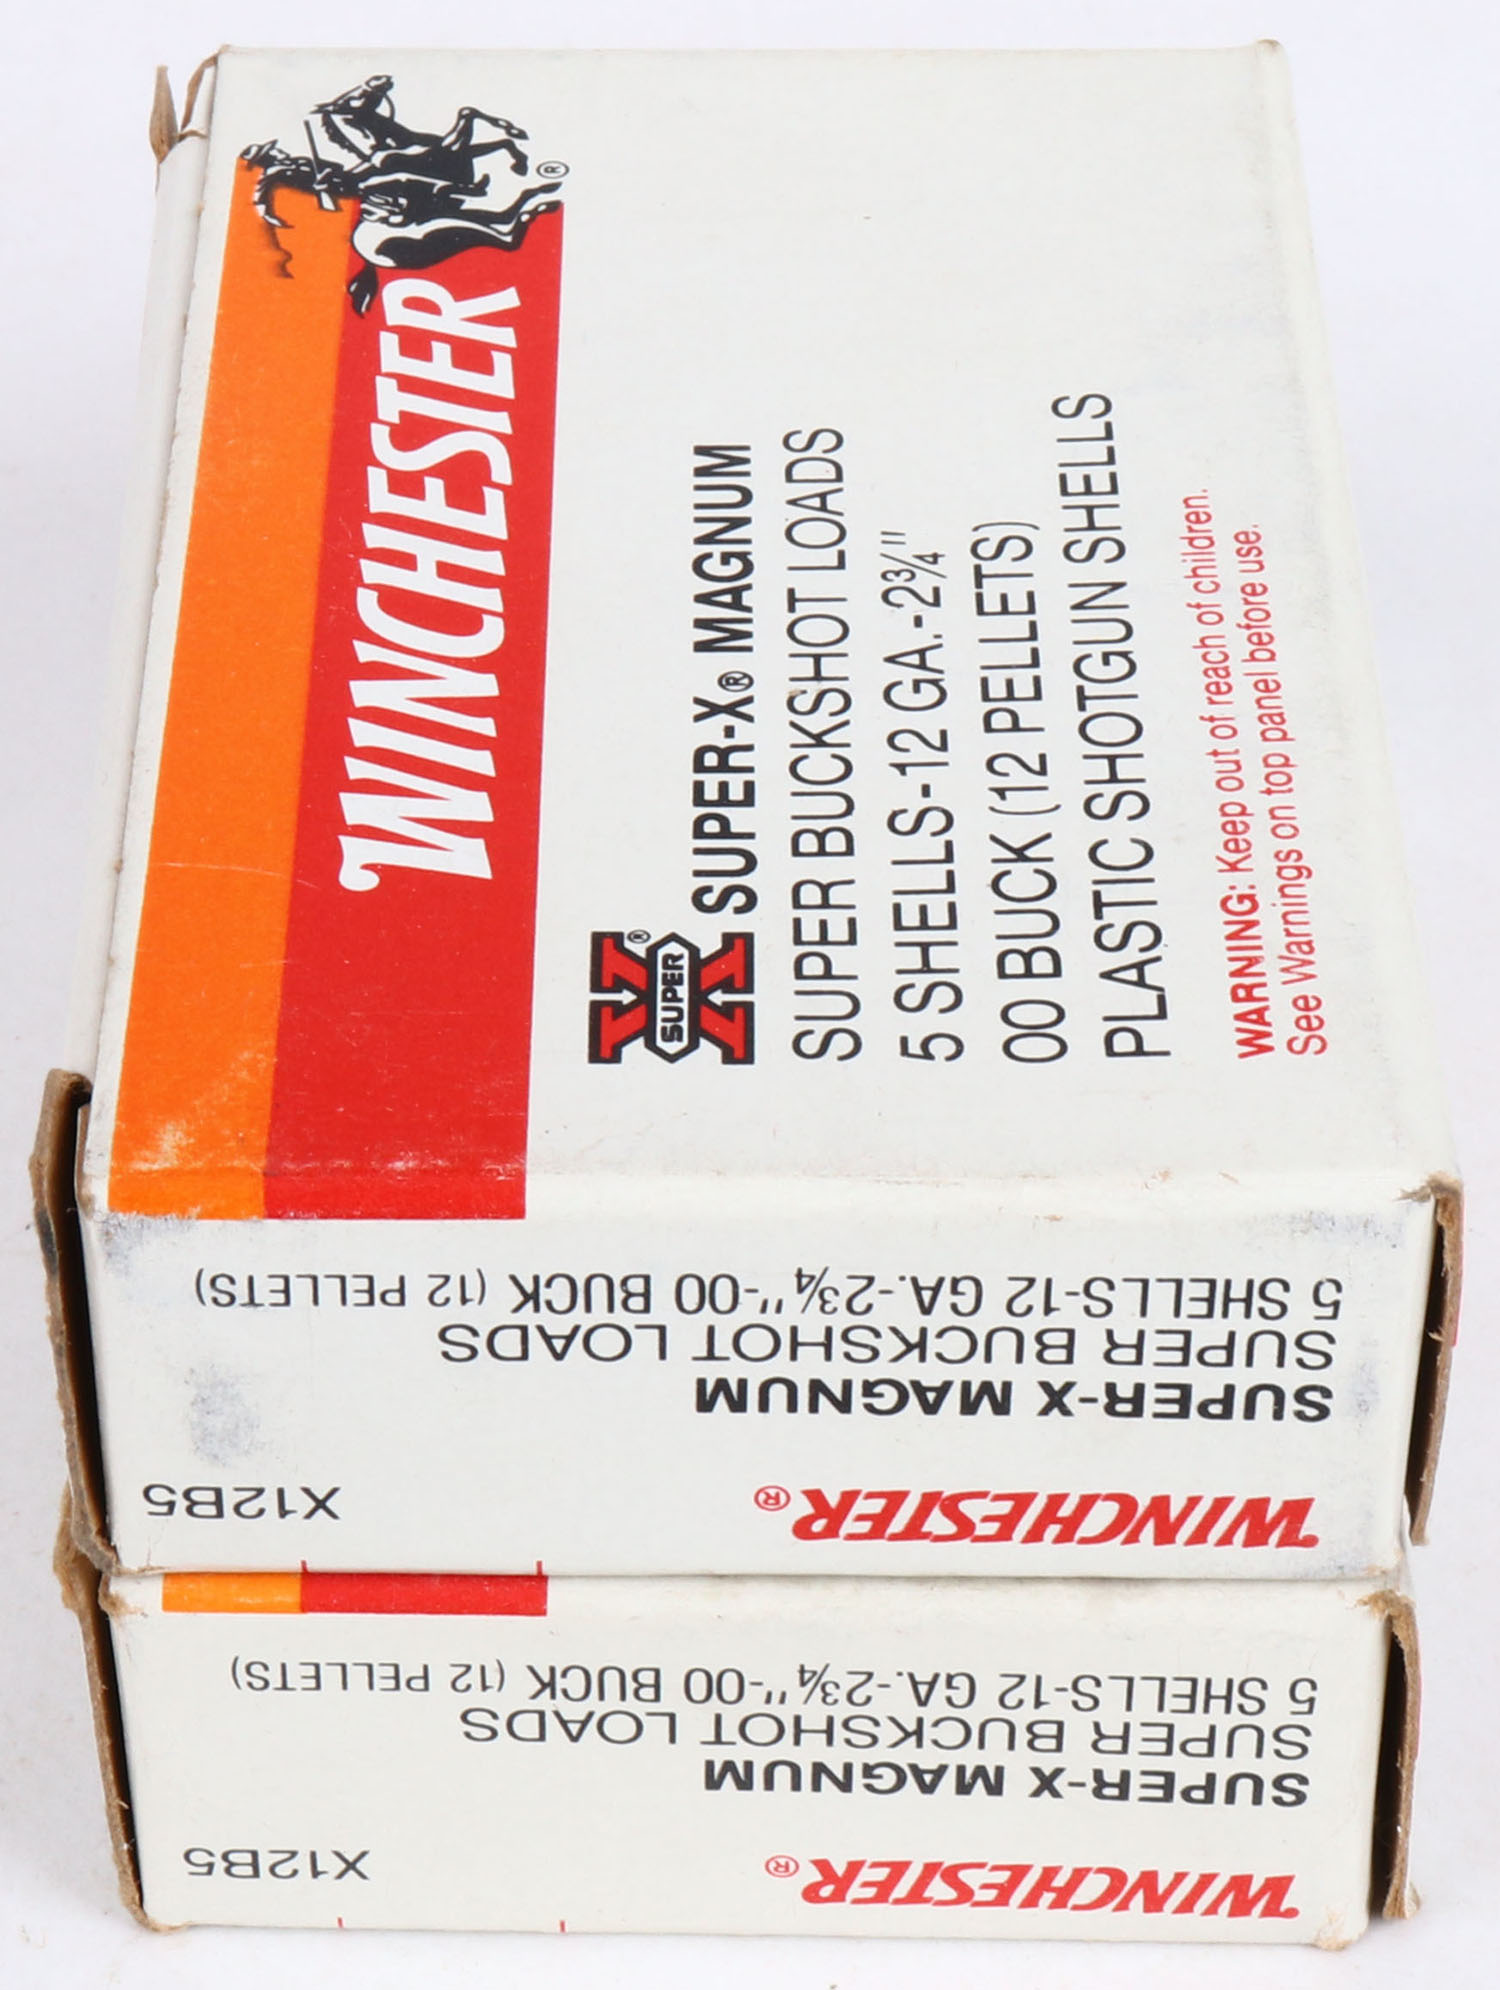 WINCHESTER
®
X SUPER X ®
SUPER-X® MAGNUM
SUPER BUCKSHOT LOADS
5 SHELLS-12 GA.-2¾"
00 BUCK (12 PELLETS)
PLASTIC SHOTGUN SHELLS
WARNING: Keep out of reach of children.
See Warnings on top panel before use.
WINCHESTER® X12B5
SUPER-X MAGNUM
SUPER BUCKSHOT LOADS
5 SHELLS-12 GA.-2¾"-00 BUCK (12 PELLETS)
WINCHESTER® X12B5
SUPER-X MAGNUM
SUPER BUCKSHOT LOADS
5 SHELLS-12 GA.-2¾"-00 BUCK (12 PELLETS)